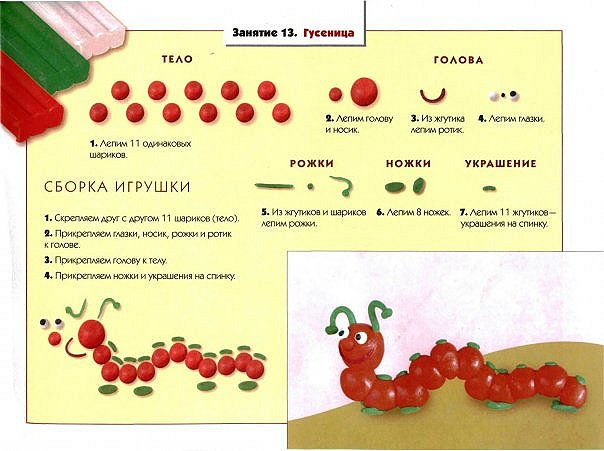 Занятие 13. Гусеница
ТЕЛО
1. Лепим 11 одинаковых
шариков.
ГОЛОВА
2. Лепим голову
и носик.
3. Из жгутика
лепим ротик.
4. Лепим глазки.
РОЖКИ
5. Из жгутиков и шариков
лепим рожки.
НОЖКИ
6. Лепим 8 ножек.
УКРАШЕНИЕ
7. Лепим 11 жгутиков—
украшения на спинку.
СБОРКА ИГРУШКИ
1. Скрепляем друг с другом 11 шариков (тело).
2. Прикрепляем глазки, носик, рожки и ротик
к голове.
3. Прикрепляем голову к телу.
4. Прикрепляем ножки и украшения на спинку.